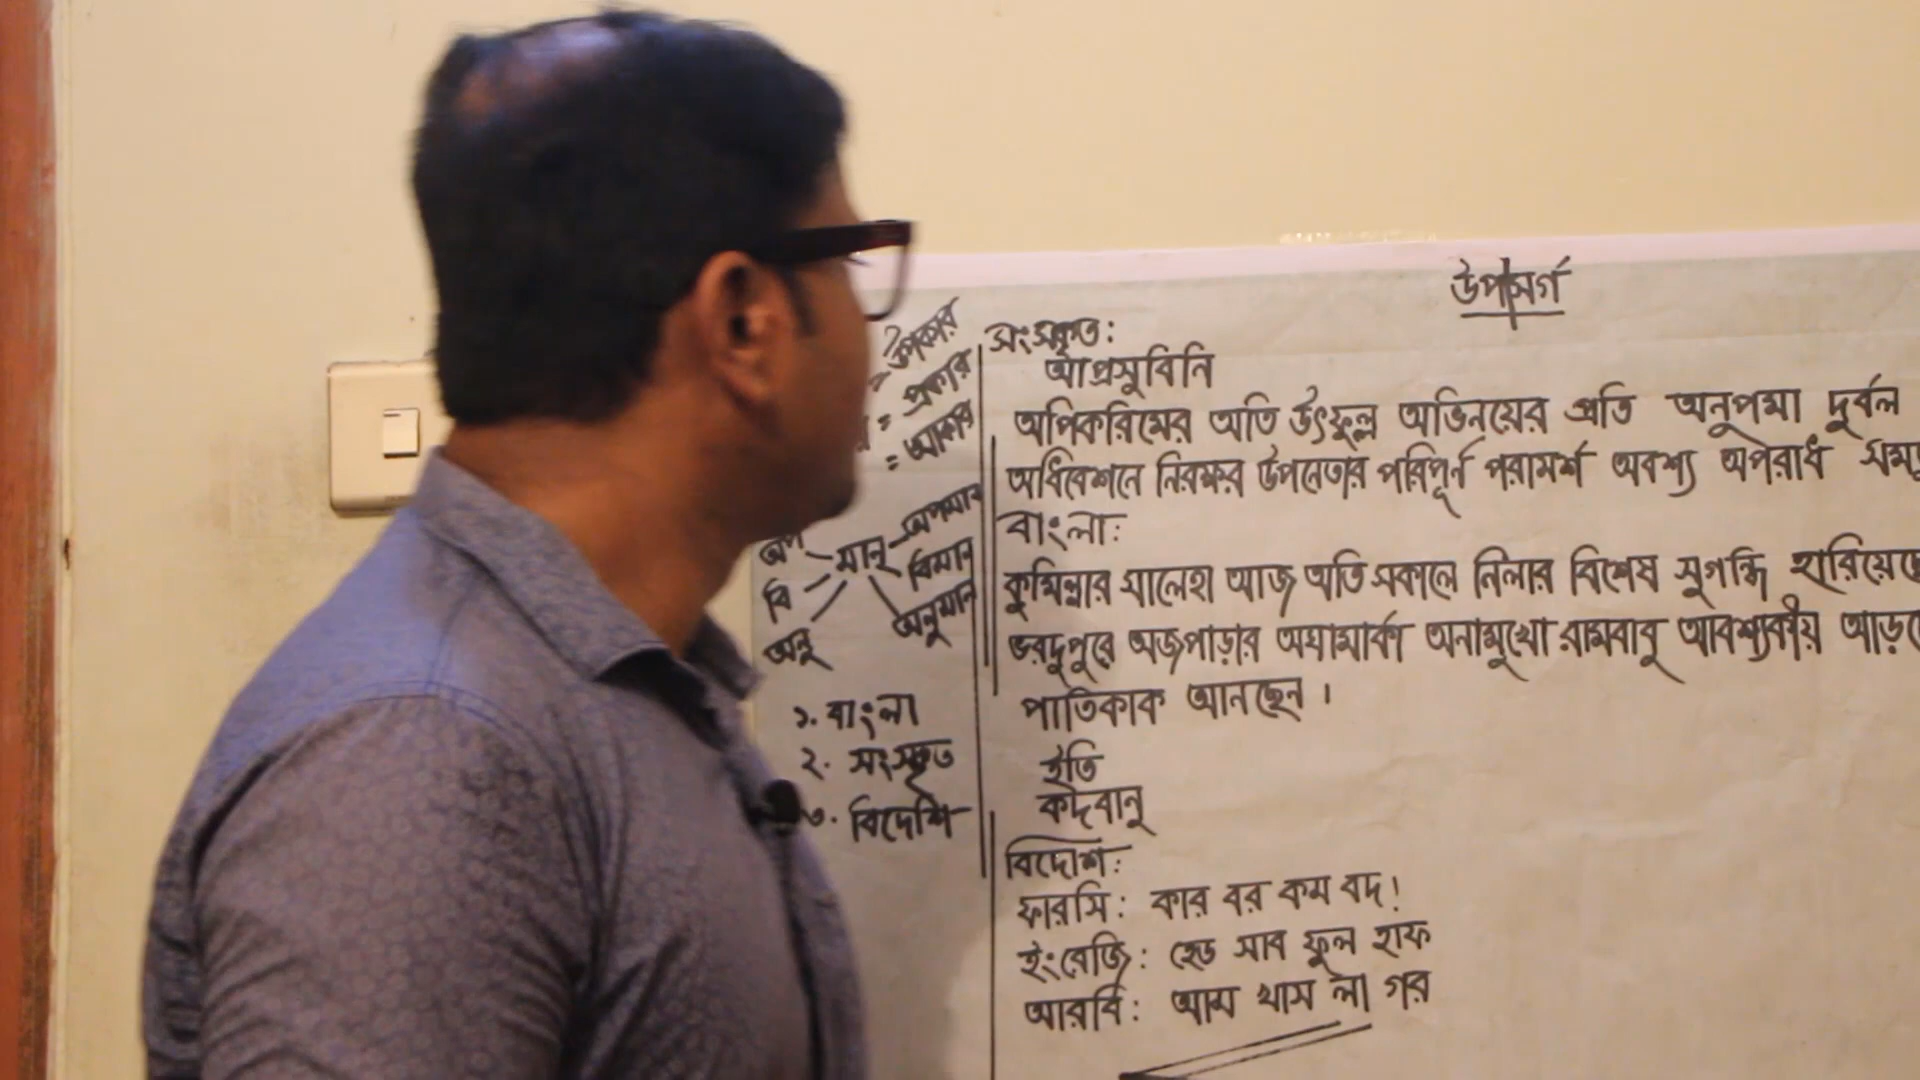 উপসর্গ
উপকার
= প্রকার
= আকার
অপ
বি
অনু
মান
অপমান
বিমান
অনুমান
১. বাংলা
২. সংস্কৃত
৩. বিদেশি
সংস্কৃত:
আপ্রসুবিনি
অপিকরিমের অতি উৎফুল্ল অভিনয়ের প্রতি অনুপমা দুর্বল
অধিবেশনে নিরক্ষর উপনেতার পরিপূর্ণ পরামর্শ অবশ্য অপরাধ
বাংলা:
কুমিল্লার সালেহা আজ অতি সকালে নিলার বিশেষ সুগন্ধি
ভরদুপুরে অজপাড়ার অঘামার্কা অনামুখো রামবাবু আবশ্যকীয়
পাতিকাক আনছেন ।
ইতি
কদবানু
বিদেশি:
ফারসি: কার বর কম বদ!
ইংরেজি: হেড সাব ফুল হাফ
আরবি: আম খাস লা গর